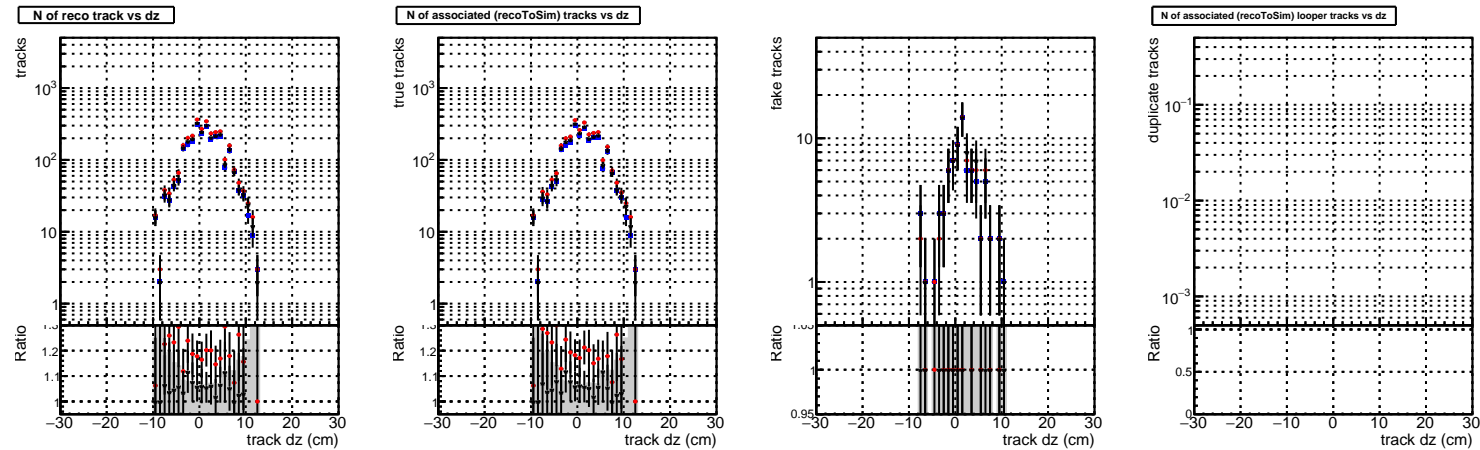 N of reco track vs dz
tracks
10³
10²
10
1
Ratio
1.3
1.2
1.1
1
−30 −20 −10 0 10 20 30
track dz (cm)
N of associated (recoToSim) tracks vs dz
true tracks
10³
10²
10
1
Ratio
1.3
1.2
1.1
1
−30 −20 −10 0 10 20 30
track dz (cm)
fake tracks
10
1
Ratio
1.05
1
0.95
−30 −20 −10 0 10 20 30
track dz (cm)
N of associated (recoToSim) looper tracks vs dz
duplicate tracks
10⁻¹
10⁻²
10⁻³
Ratio
1
0.5
0
−30 −20 −10 0 10 20 30
track dz (cm)